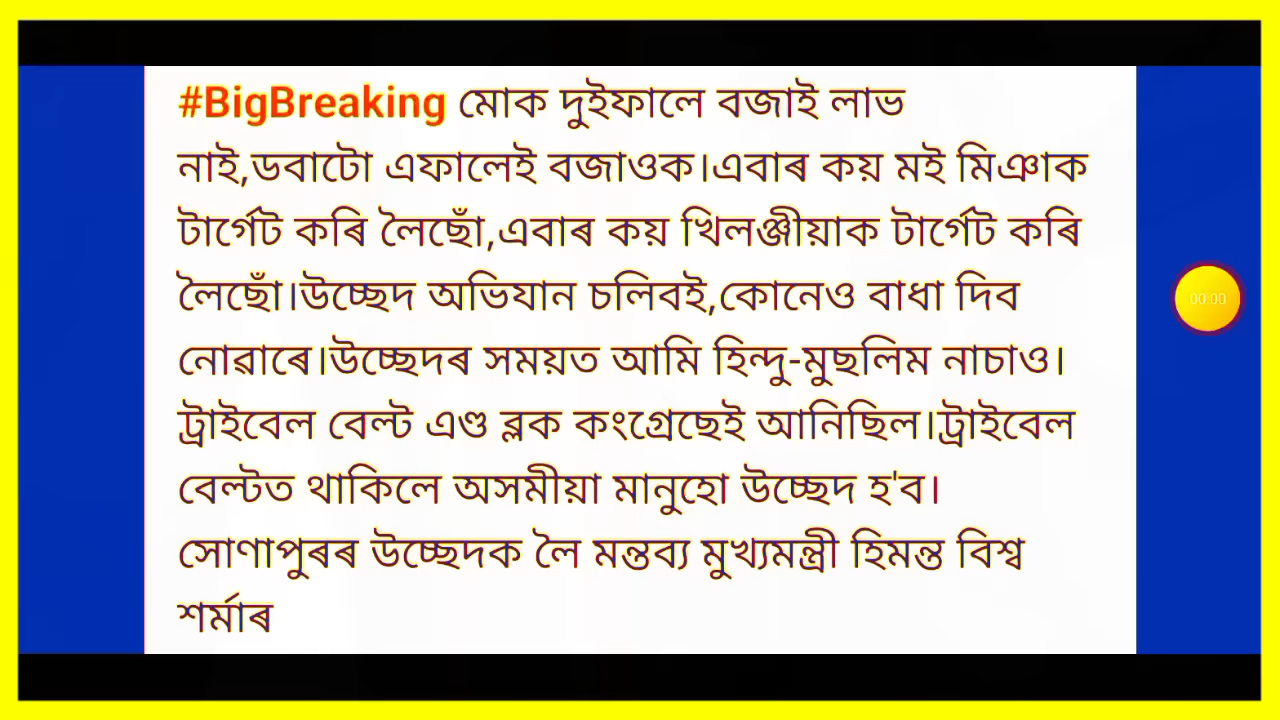 #BigBreaking মোক দুইফালে বজাই লাভ
নাই,ডবাটো এফালেই বজাওক।এবাৰ কয় মই মিঞাক
টাৰ্গেট কৰি লৈছোঁ,এবাৰ কয় খিলঞ্জীয়াক টাৰ্গেট কৰি
লৈছোঁ।উচ্ছেদ অভিযান চলিবই,কোনেও বাধা দিব
নোৱাৰে।উচ্ছেদৰ সময়ত আমি হিন্দু-মুছলিম নাচাও।
ট্ৰাইবেল বেল্ট এণ্ড ব্লক কংগ্ৰেছেই আনিছিল।ট্ৰাইবেল
বেল্টত থাকিলে অসমীয়া মানুহো উচ্ছেদ হ'ব।
সোণাপুৰৰ উচ্ছেদক লৈ মন্তব্য মুখ্যমন্ত্ৰী হিমন্ত বিশ্ব
শৰ্মাৰ
00:00